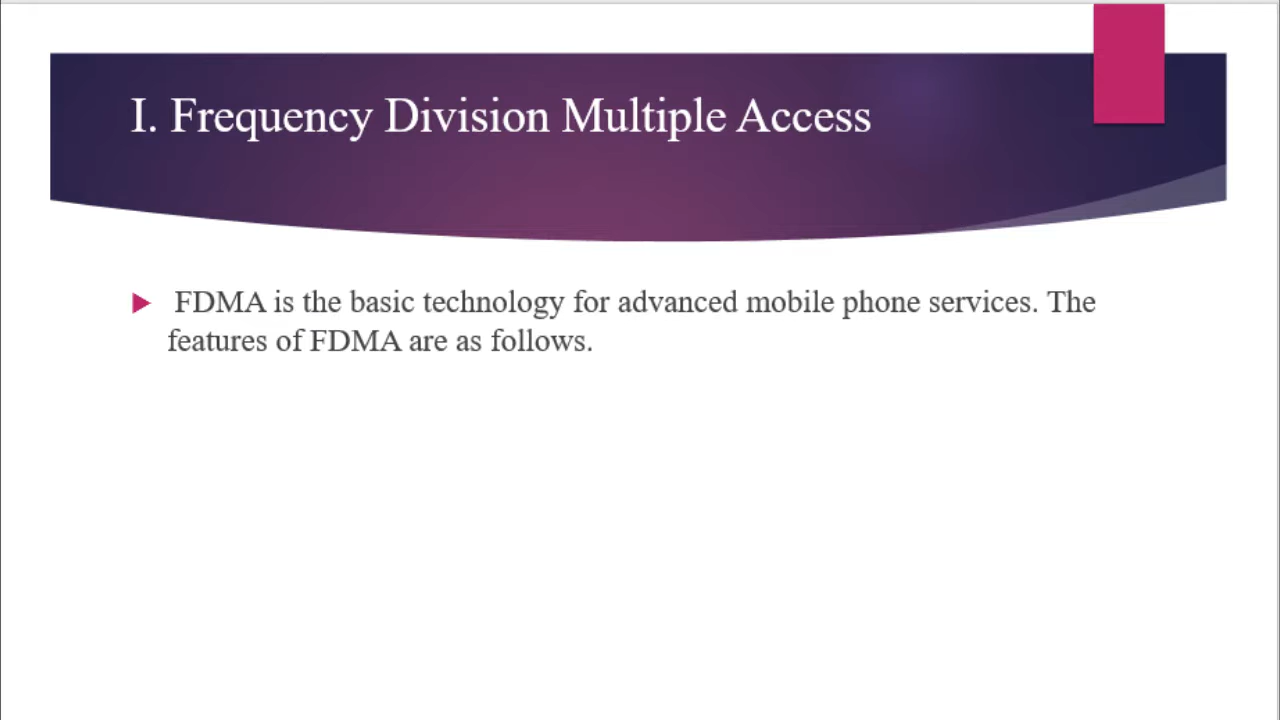 I. Frequency Division Multiple Access
FDMA is the basic technology for advanced mobile phone services. The
features of FDMA are as follows.